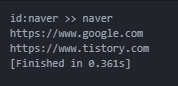 id:naver >> naver
https://www.google.com
https://www.tistory.com
[Finished in 0.361s]